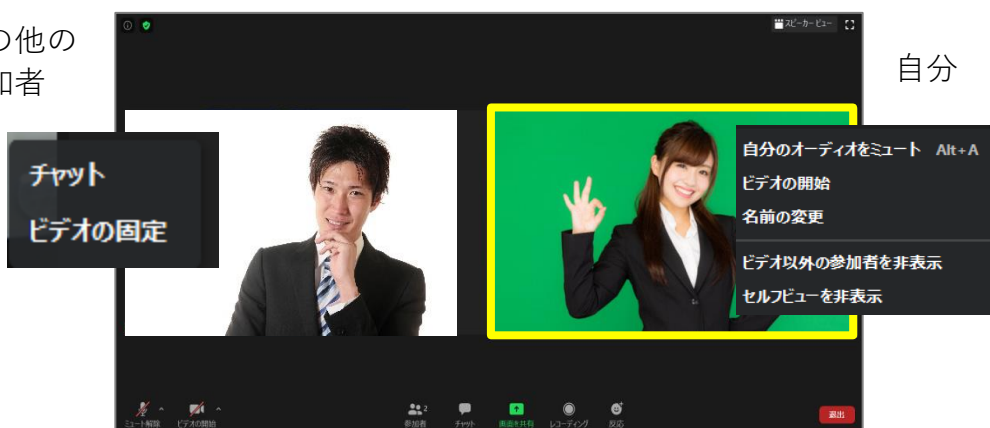 の他の
加者
スピーカー ビュー
自分
チャット
ビデオの固定
自分のオーディオをミュート Alt+A
ビデオの開始
名前の変更
ビデオ以外の参加者を非表示
セルフビューを非表示
ミュート解除
ビデオの開始
参加者
2
チャット
画面を共有
レコーディング
反応
退出